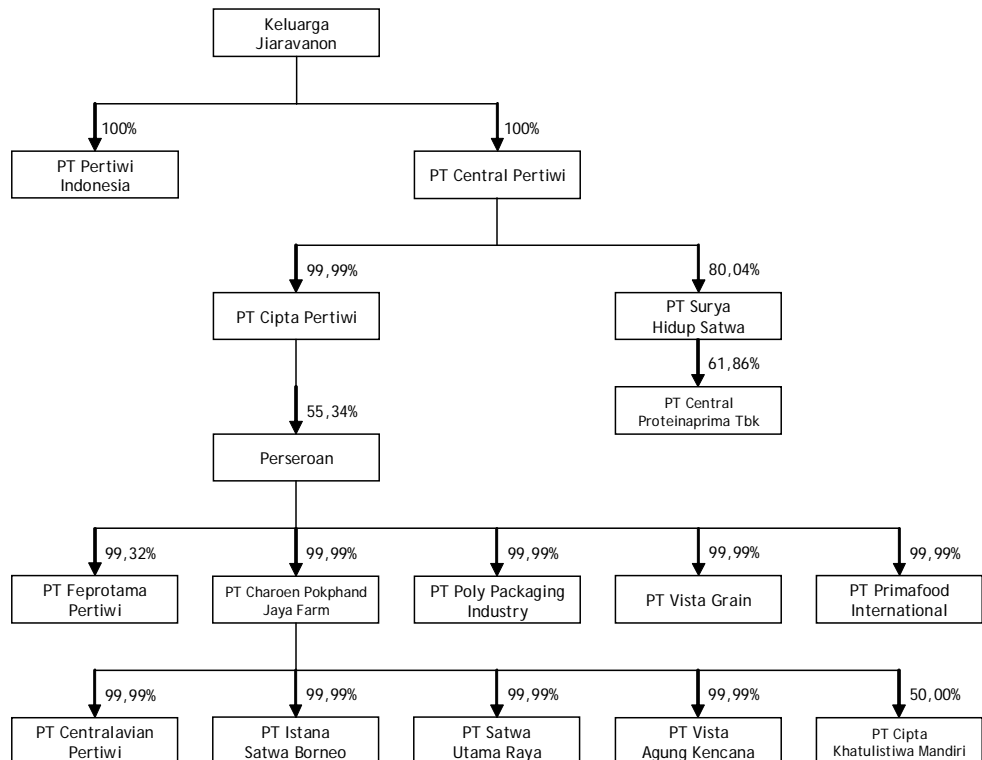 Keluarga
Jiaravanon
100%
100%
PT Pertiwi
Indonesia
PT Central Pertiwi
99,99%
80,04%
PT Cipta Pertiwi
PT Surya
Hidup Satwa
61,86%
55,34%
PT Central
Proteinaprima Tbk
Perseroan
99,32%
99,99%
99,99%
99,99%
99,99%
PT Feprotama
Pertiwi
PT Charoen Pokphand
Jaya Farm
PT Poly Packaging
Industry
PT Vista Grain
PT Primafood
International
99,99%
99,99%
99,99%
99,99%
50,00%
PT Centralavian
Pertiwi
PT Istana
Satwa Borneo
PT Satwa
Utama Raya
PT Vista
Agung Kencana
PT Cipta
Khatulistiwa Mandiri